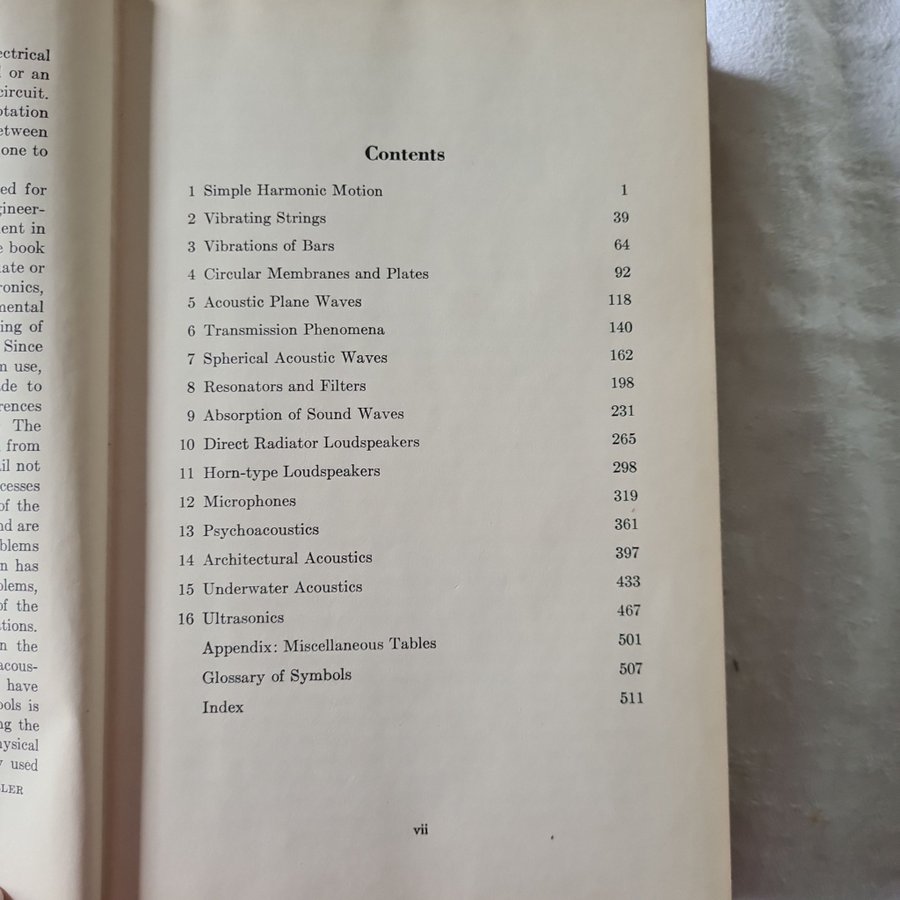 ectrical
or an
circuit.
otation
etween
one to
ed for
gineer-
ent in
e book
ate or
ronics,
mental
ing of
Since
n use,
de to
rences
The
from
il not
cesses
of the
nd are
blems
n has
olems,
of the
tions.
n the
acous-
have
ols is
ng the
hysical
y used
LER
Contents
1 Simple Harmonic Motion 1
2 Vibrating Strings 39
3 Vibrations of Bars 64
4 Circular Membranes and Plates 92
5 Acoustic Plane Waves 118
6 Transmission Phenomena 140
7 Spherical Acoustic Waves 162
8 Resonators and Filters 198
9 Absorption of Sound Waves 231
10 Direct Radiator Loudspeakers 265
11 Horn-type Loudspeakers 298
12 Microphones 319
13 Psychoacoustics 361
14 Architectural Acoustics 397
15 Underwater Acoustics 433
16 Ultrasonics 467
Appendix: Miscellaneous Tables 501
Glossary of Symbols 507
Index 511
vii